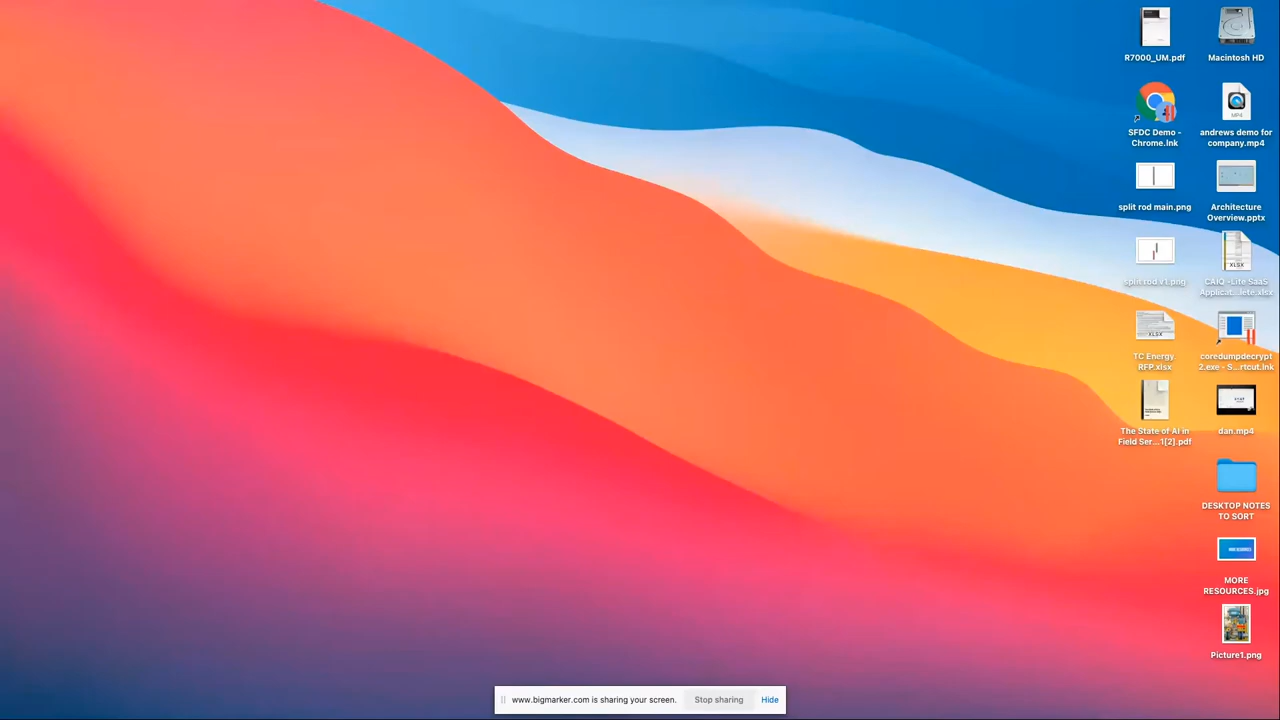 R7000_UM.pdf
Macintosh HD
SFDC Demo -
Chrome.lnk
MP4
andrews demo for
company.mp4
split rod main.png
Architecture
Overview.pptx
split rod v1.png
XLSX
CAIQ -Lite SaaS
Applicat...lete.xlsx
XLSX
TC Energy
RFP.xlsx
coredumpdecrypt
2.exe - S...rtcut.lnk
The State of AI in
Field Ser...1[2].pdf
dan.mp4
DESKTOP NOTES
TO SORT
MORE
RESOURCES.jpg
Picture1.png
www.bigmarker.com is sharing your screen.
Stop sharing
Hide